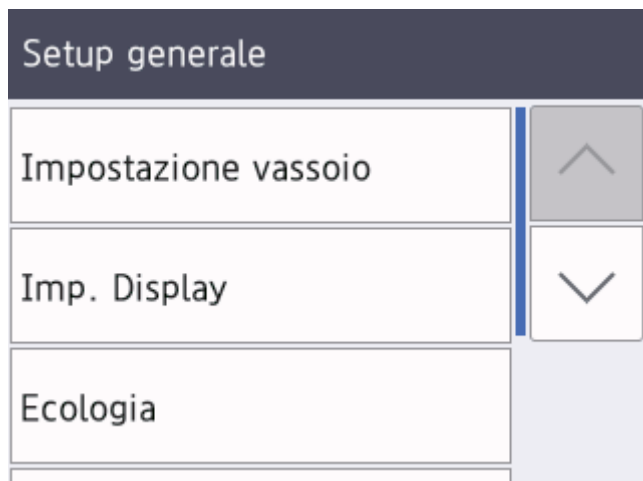 Setup generale
Impostazione vassoio
Imp. Display
Ecologia